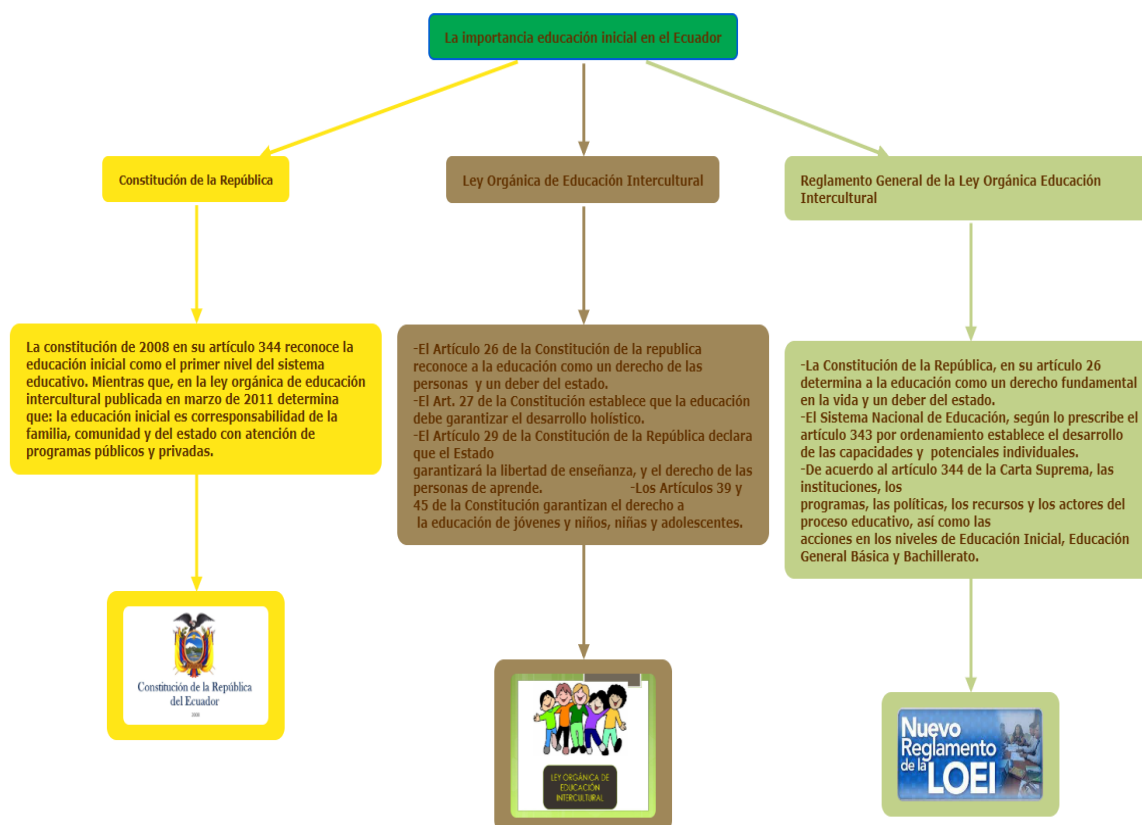 La importancia educación inicial en el Ecuador
Constitución de la República
Ley Orgánica de Educación Intercultural
Reglamento General de la Ley Orgánica Educación
Intercultural
La constitución de 2008 en su artículo 344 reconoce la
educación inicial como el primer nivel del sistema
educativo. Mientras que, en la ley orgánica de educación
intercultural publicada en marzo de 2011 determina
que: la educación inicial es corresponsabilidad de la
familia, comunidad y del estado con atención de
programas públicos y privadas.
-El Artículo 26 de la Constitución de la republica
reconoce a la educación como un derecho de las
personas y un deber del estado.
-El Art. 27 de la Constitución establece que la educación
debe garantizar el desarrollo holístico.
-El Artículo 29 de la Constitución de la República declara
que el Estado
garantizará la libertad de enseñanza, y el derecho de las
personas de aprende. -Los Artículos 39 y
45 de la Constitución garantizan el derecho a
la educación de jóvenes y niños, niñas y adolescentes.
-La Constitución de la República, en su artículo 26
determina a la educación como un derecho fundamental
en la vida y un deber del estado.
-El Sistema Nacional de Educación, según lo prescribe el
artículo 343 por ordenamiento establece el desarrollo
de las capacidades y potenciales individuales.
-De acuerdo al artículo 344 de la Carta Suprema, las
instituciones, los
programas, las políticas, los recursos y los actores del
proceso educativo, así como las
acciones en los niveles de Educación Inicial, Educación
General Básica y Bachillerato.
Constitución de la República
del Ecuador
2008
LEY ORGÁNICA DE
EDUCACIÓN
INTERCULTURAL
Nuevo
Reglamento
de la
LOEI